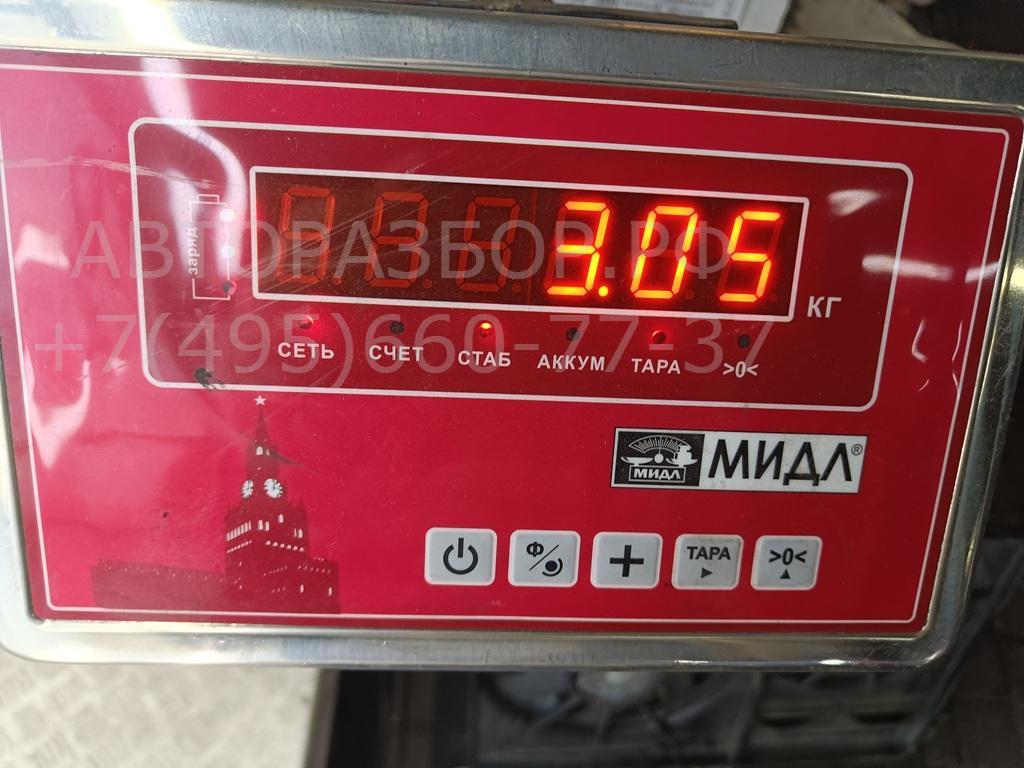 заряд
3.05
КГ
АВТОРАЗБОР.РФ
+7(495)660-77-37
СЕТЬ СЧЕТ СТАБ АККУМ ТАРА >0<
МИДЛ МИДЛ®
Ф ТАРА >0<